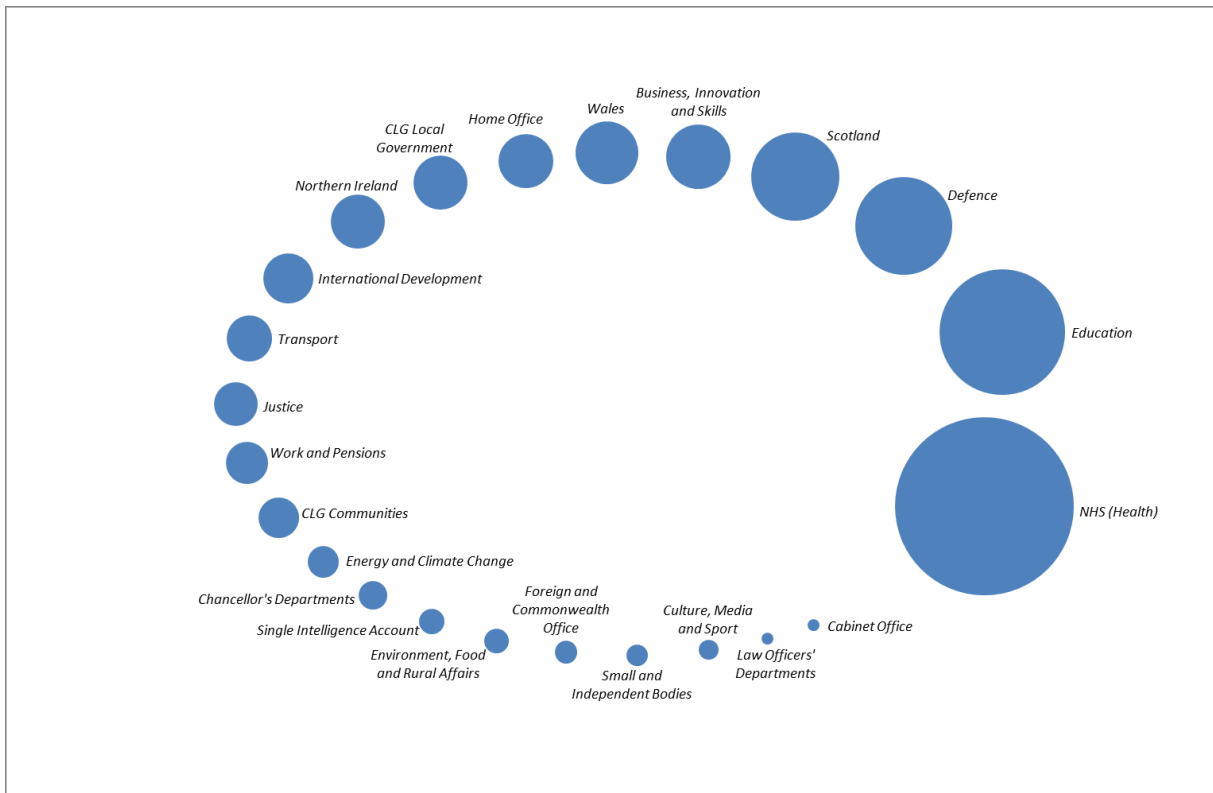 Business, Innovation
and Skills
Wales
Home Office
Scotland
CLG Local
Government
Northern Ireland
Defence
International Development
Education
Transport
Justice
Work and Pensions
CLG Communities
NHS (Health)
Energy and Climate Change
Chancellor's Departments
Single Intelligence Account
Environment, Food
and Rural Affairs
Foreign and
Commonwealth
Office
Small and
Independent Bodies
Culture, Media
and Sport
Law Officers'
Departments
Cabinet Office